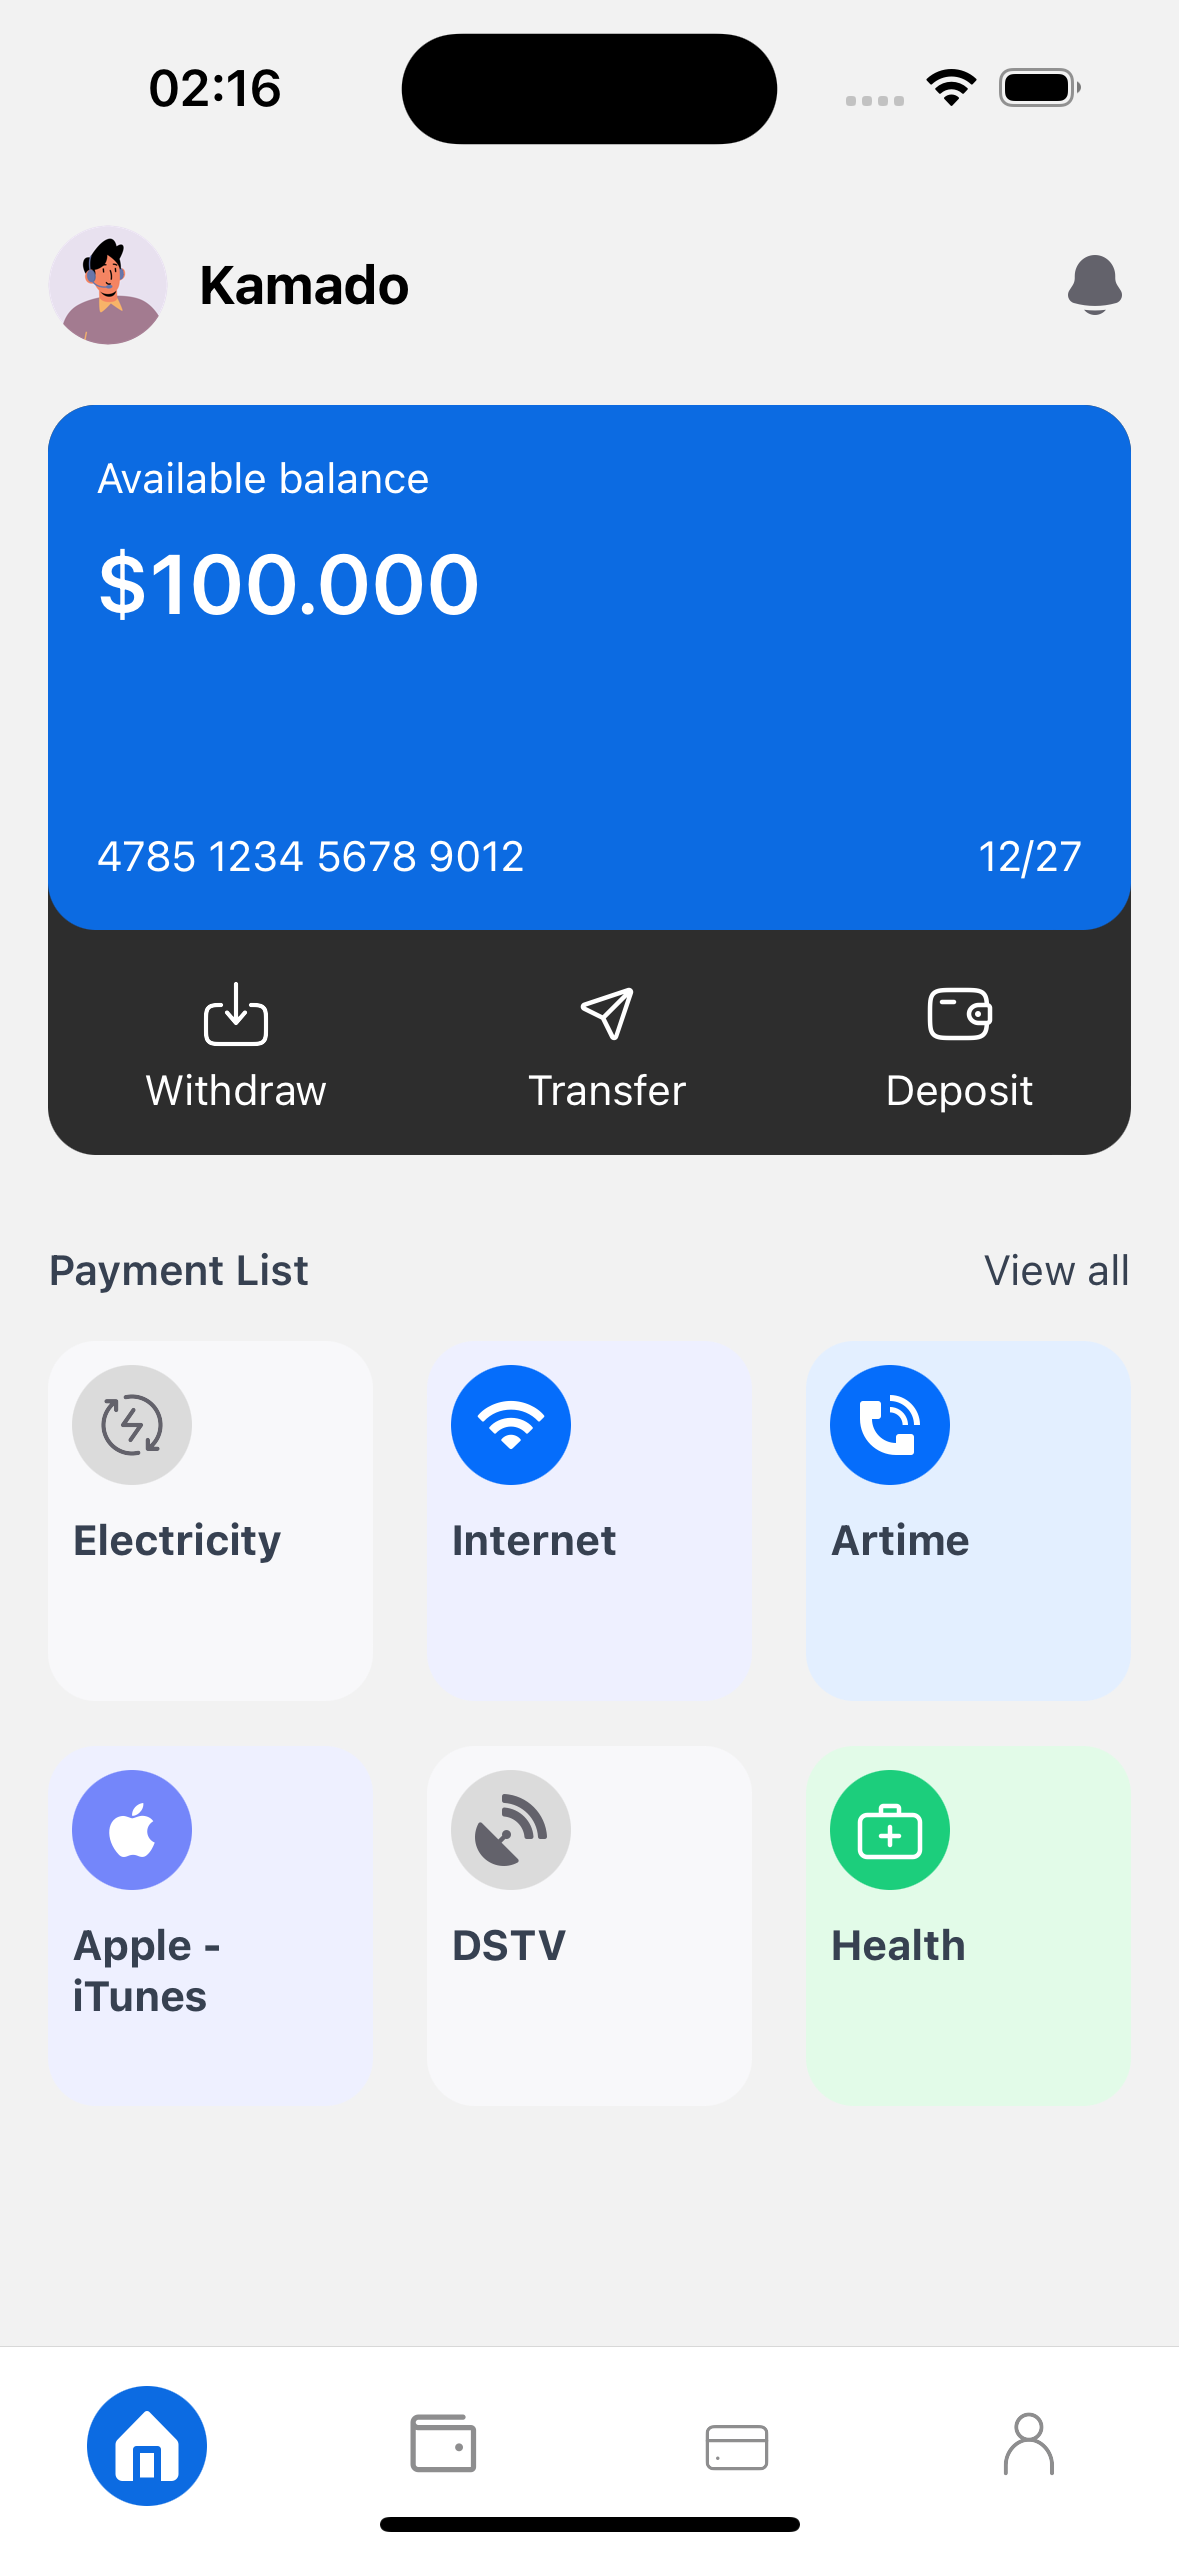 02:16
Kamado
Available balance
$100.000
4785 1234 5678 9012 12/27
Withdraw Transfer Deposit
Payment List View all
Electricity Internet Artime
Apple -
iTunes
DSTV
Health